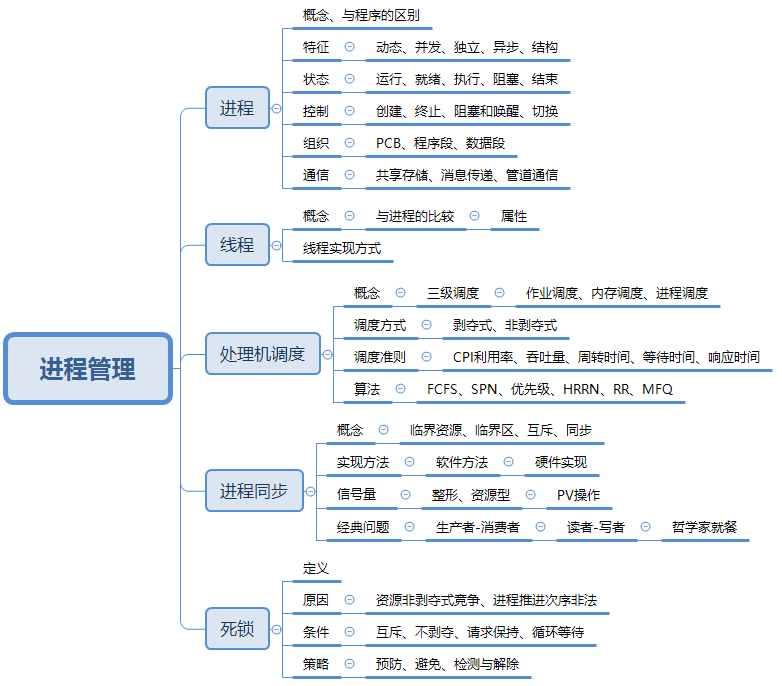 进程管理
进程
概念、与程序的区别
特征 动态、并发、独立、异步、结构
状态 运行、就绪、执行、阻塞、结束
控制 创建、终止、阻塞和唤醒、切换
组织 PCB、程序段、数据段
通信 共享存储、消息传递、管道通信
线程
概念 与进程的比较 属性
线程实现方式
处理机调度
概念 三级调度 作业调度、内存调度、进程调度
调度方式 剥夺式、非剥夺式
调度准则 CPI利用率、吞吐量、周转时间、等待时间、响应时间
算法 FCFS、SPN、优先级、HRRN、RR、MFQ
进程同步
概念 临界资源、临界区、互斥、同步
实现方法 软件方法 硬件实现
信号量 整形、资源型 PV操作
经典问题 生产者-消费者 读者-写者 哲学家就餐
死锁
定义
原因 资源非剥夺式竞争、进程推进次序非法
条件 互斥、不剥夺、请求保持、循环等待
策略 预防、避免、检测与解除